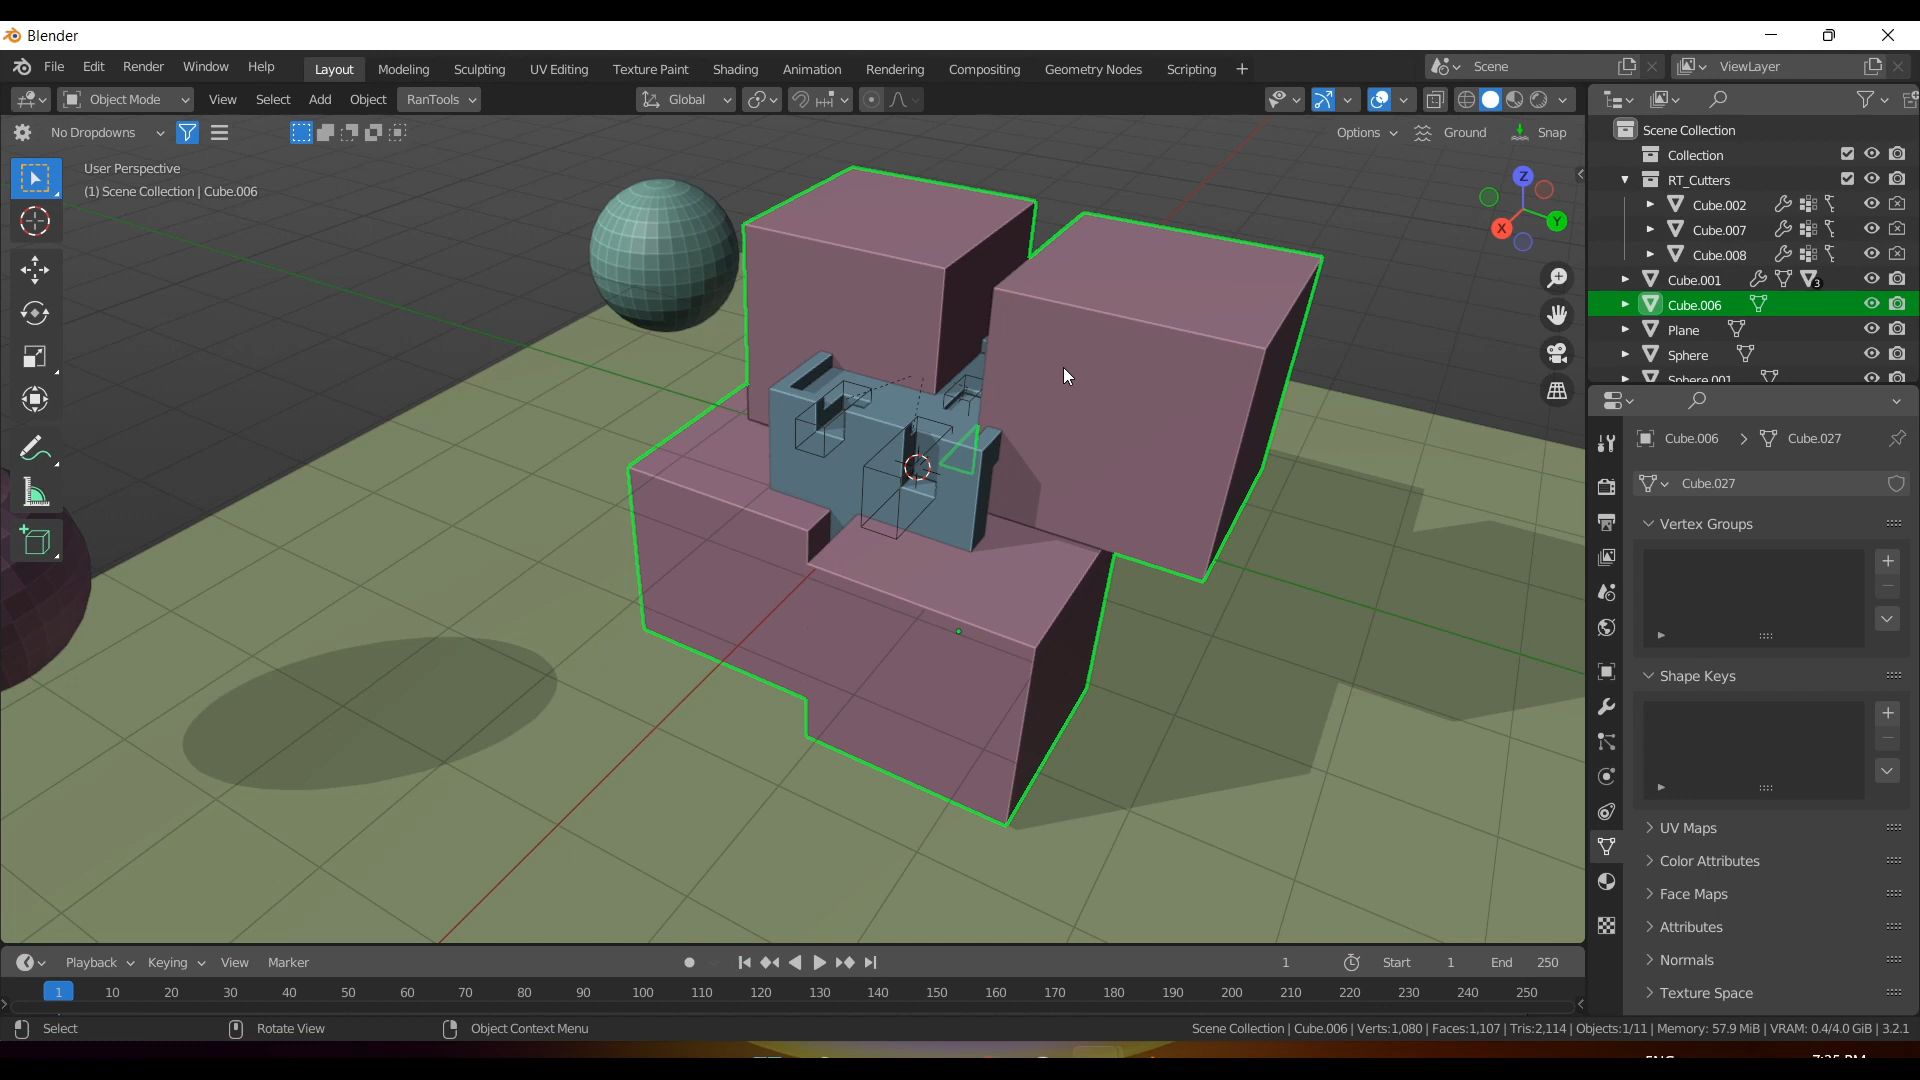 Blender
File Edit Render Window Help Layout Modeling Sculpting UV Editing Texture Paint Shading Animation Rendering Compositing Geometry Nodes Scripting + Scene ViewLayer
Object Mode View Select Add Object RanTools Global
No Dropdowns Options Ground Snap
User Perspective
(1) Scene Collection | Cube.006
Z
Y
X
Scene Collection
Collection
RT_Cutters
Cube.002
Cube.007
Cube.008
Cube.001 3
Cube.006
Plane
Sphere
Sphere.001
Cube.006 Cube.027
Cube.027
Vertex Groups
Shape Keys
UV Maps
Color Attributes
Face Maps
Attributes
Normals
Texture Space
Playback Keying View Marker 1 Start 1 End 250
1 10 20 30 40 50 60 70 80 90 100 110 120 130 140 150 160 170 180 190 200 210 220 230 240 250
Select Rotate View Object Context Menu Scene Collection | Cube.006 | Verts:1,080 | Faces:1,107 | Tris:2,114 | Objects:1/11 | Memory: 57.9 MiB | VRAM: 0.4/4.0 GiB | 3.2.1